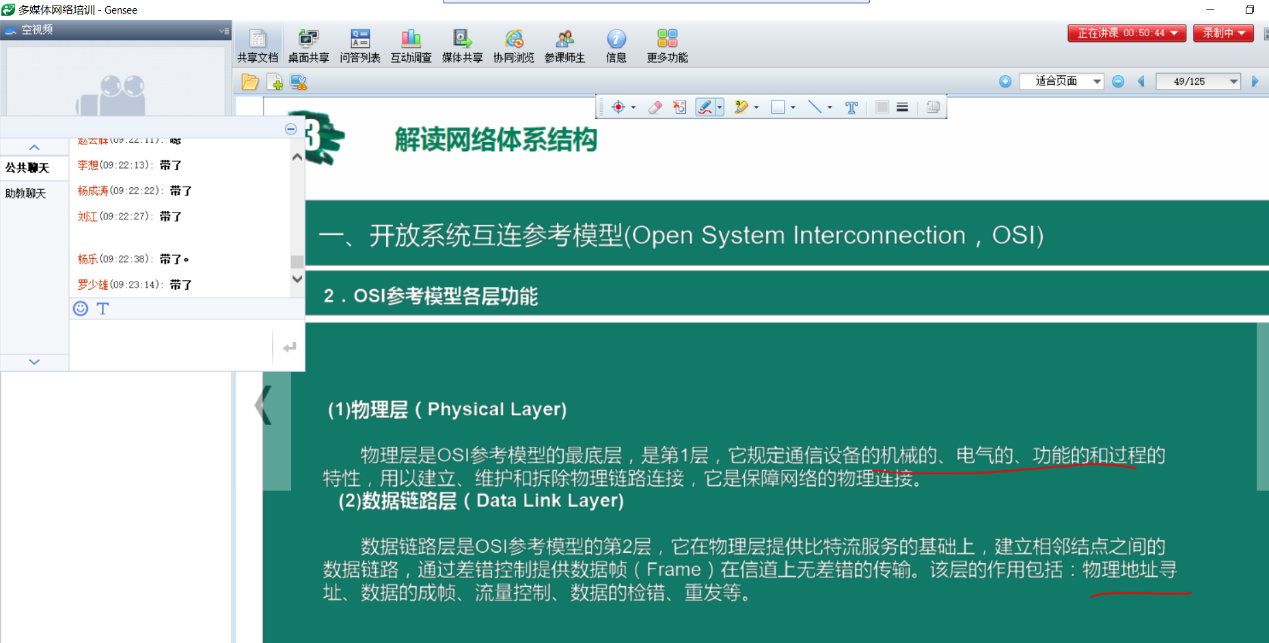 多媒体网络培训 - Gensee
空视频
共享文档 桌面共享 问答列表 互动调查 媒体共享 协同浏览 参课师生 信息 更多功能
正在讲课 00:50:44
录制中
适合页面
49/125
公共聊天
助教聊天
赵云辉(09:22:11): 嗯
李想(09:22:13): 带了
杨成涛(09:22:22): 带了
刘江(09:22:27): 带了
杨乐(09:22:38): 带了。
罗少雄(09:23:14): 带了
3
解读网络体系结构
一、开放系统互连参考模型(Open System Interconnection，OSI)
2．OSI参考模型各层功能
(1)物理层（Physical Layer)
物理层是OSI参考模型的最底层，是第1层，它规定通信设备的机械的、电气的、功能的和过程的
特性，用以建立、维护和拆除物理链路连接，它是保障网络的物理连接。
(2)数据链路层（Data Link Layer)
数据链路层是OSI参考模型的第2层，它在物理层提供比特流服务的基础上，建立相邻结点之间的
数据链路，通过差错控制提供数据帧（Frame）在信道上无差错的传输。该层的作用包括：物理地址寻
址、数据的成帧、流量控制、数据的检错、重发等。